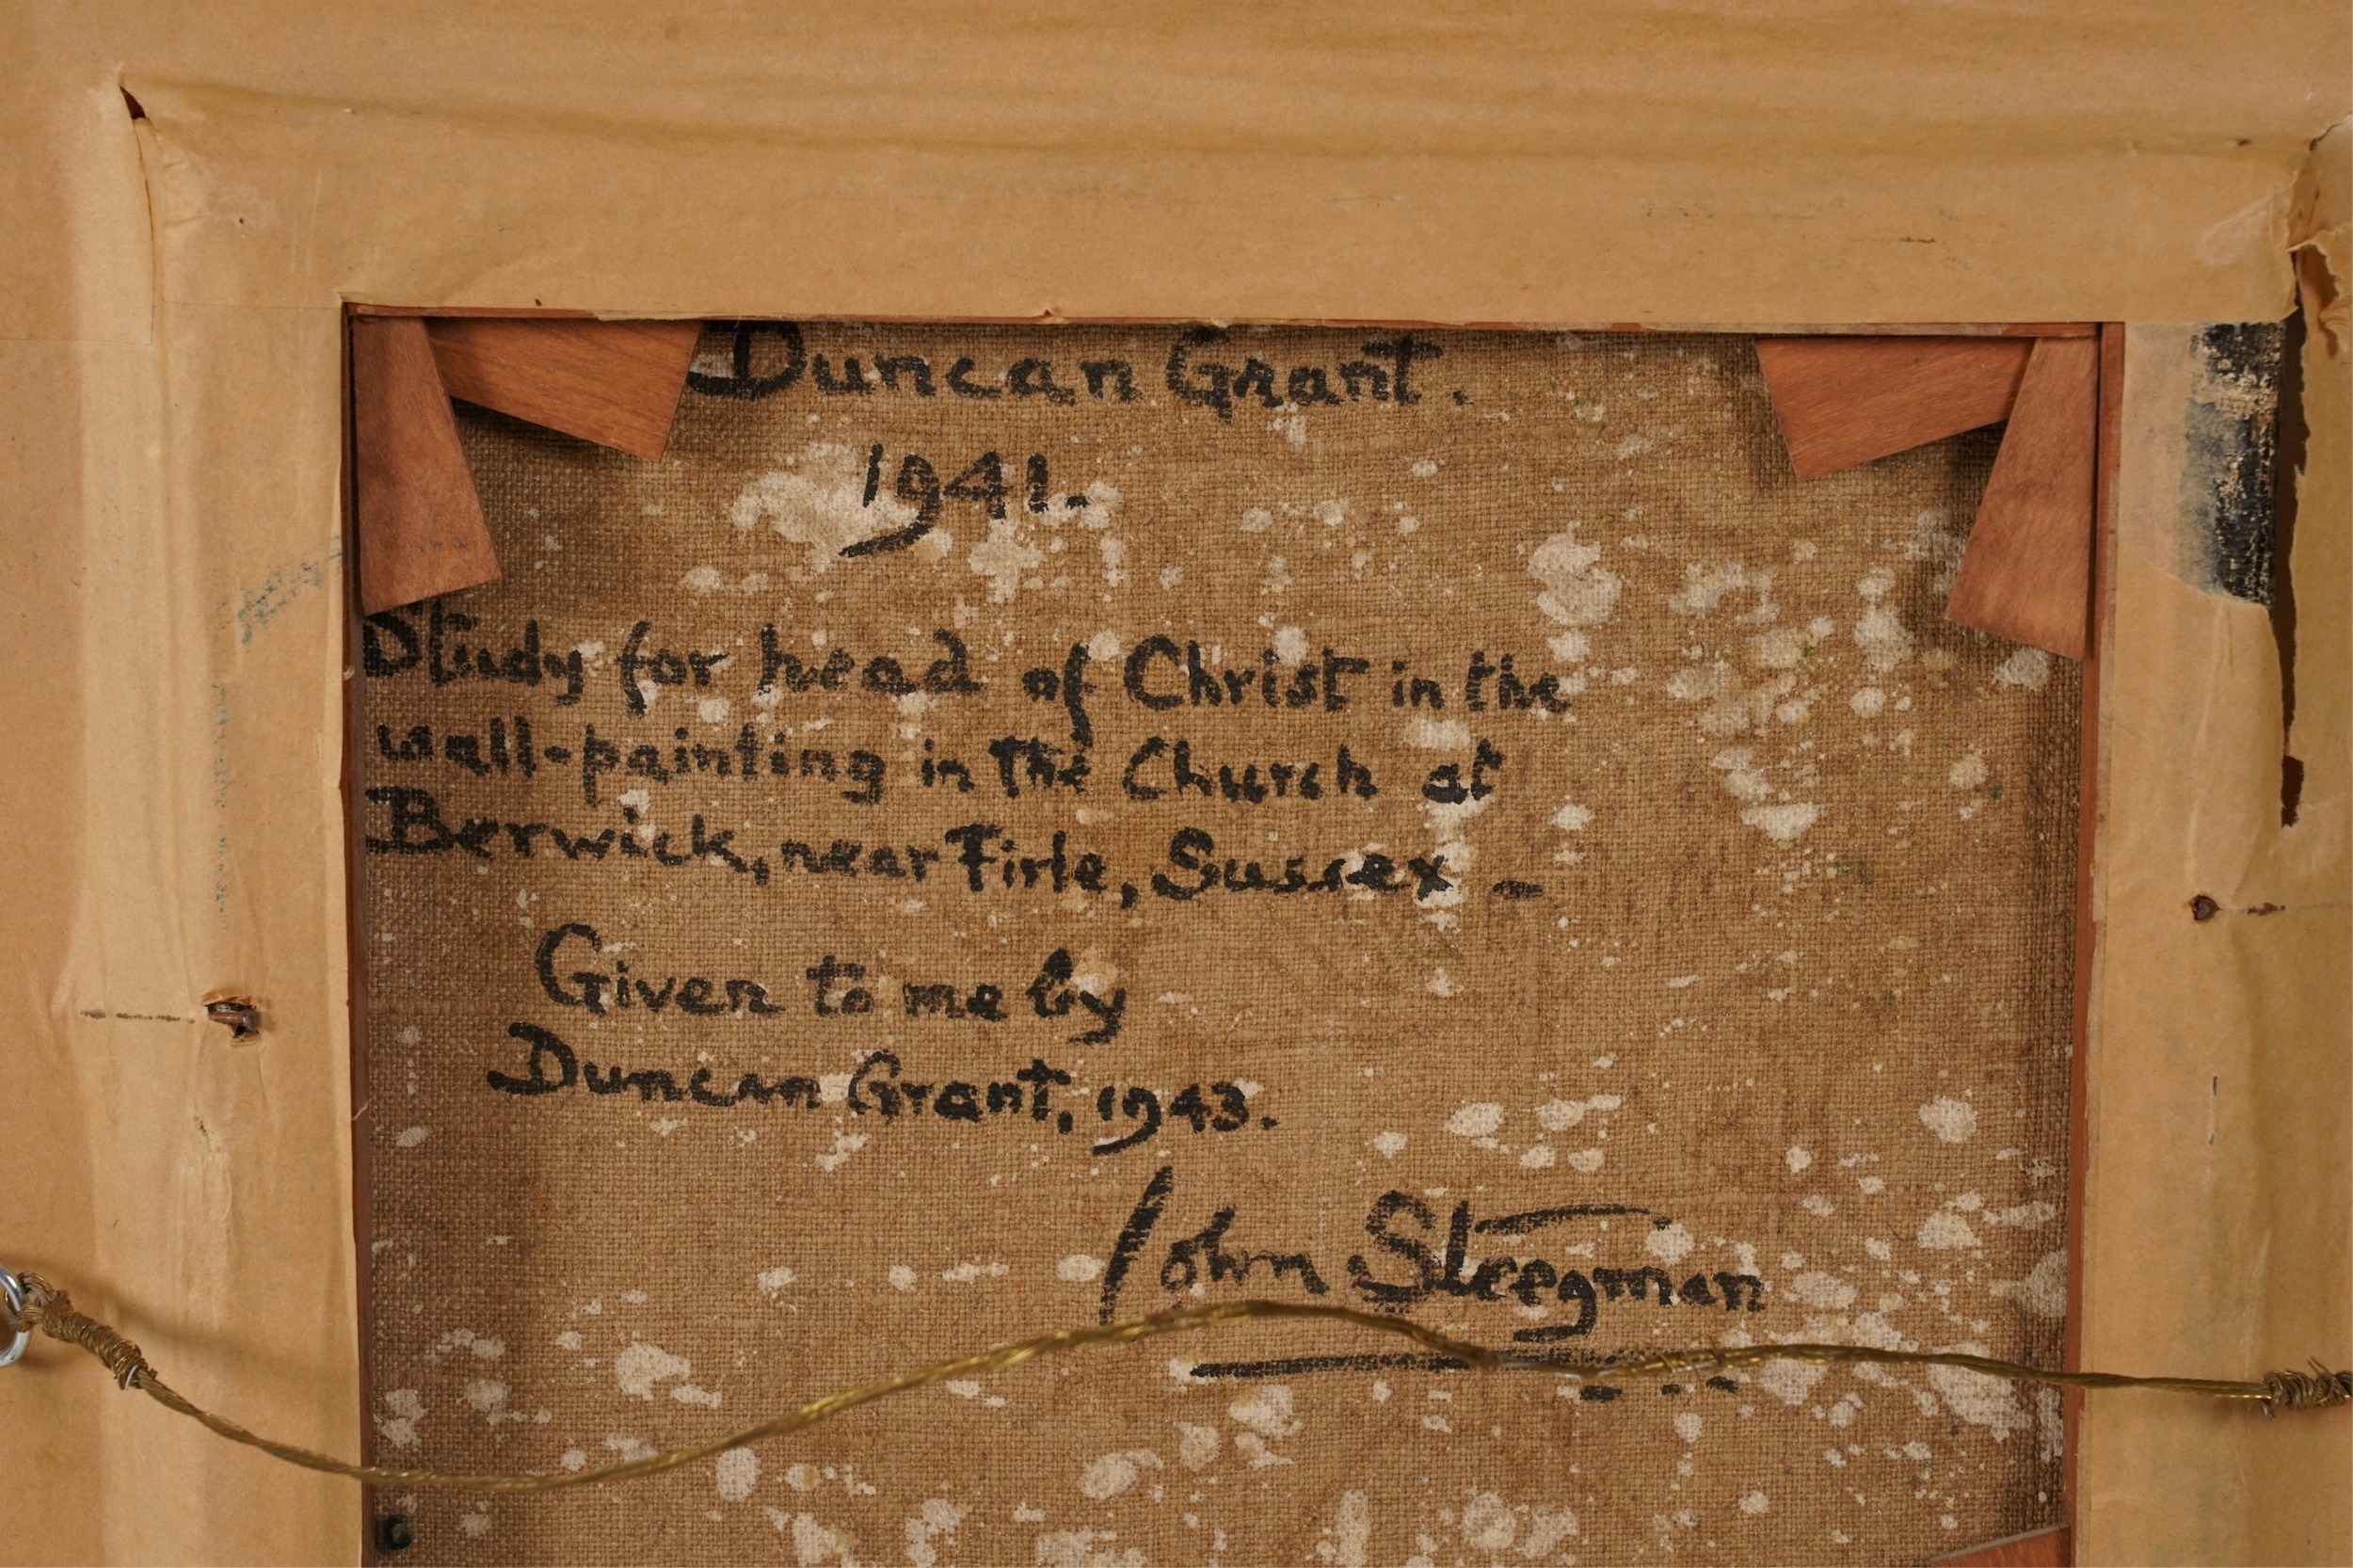 Duncan Grant.
1941.
Study for head of Christ in the
wall-painting in the Church at
Berwick, near Firle, Sussex -
Given to me by
Duncan Grant, 1943.
John Steegman